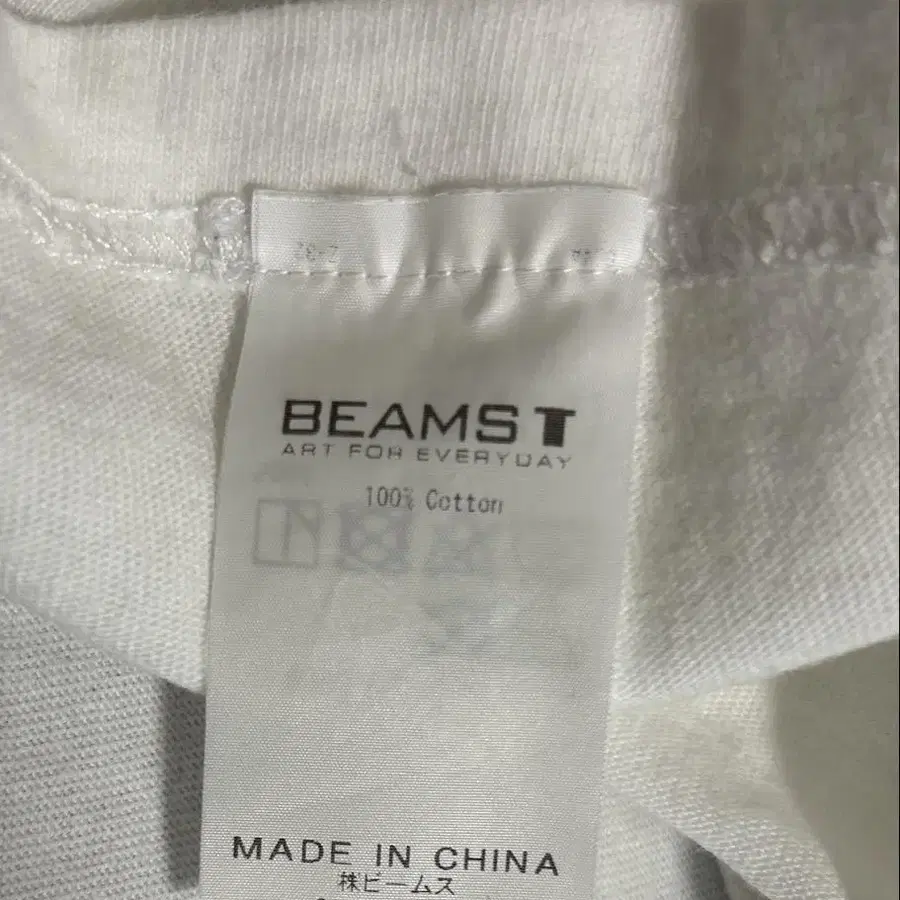 BEAMS T
ART FOR EVERYDAY
100% Cotton
MADE IN CHINA
株ビームス